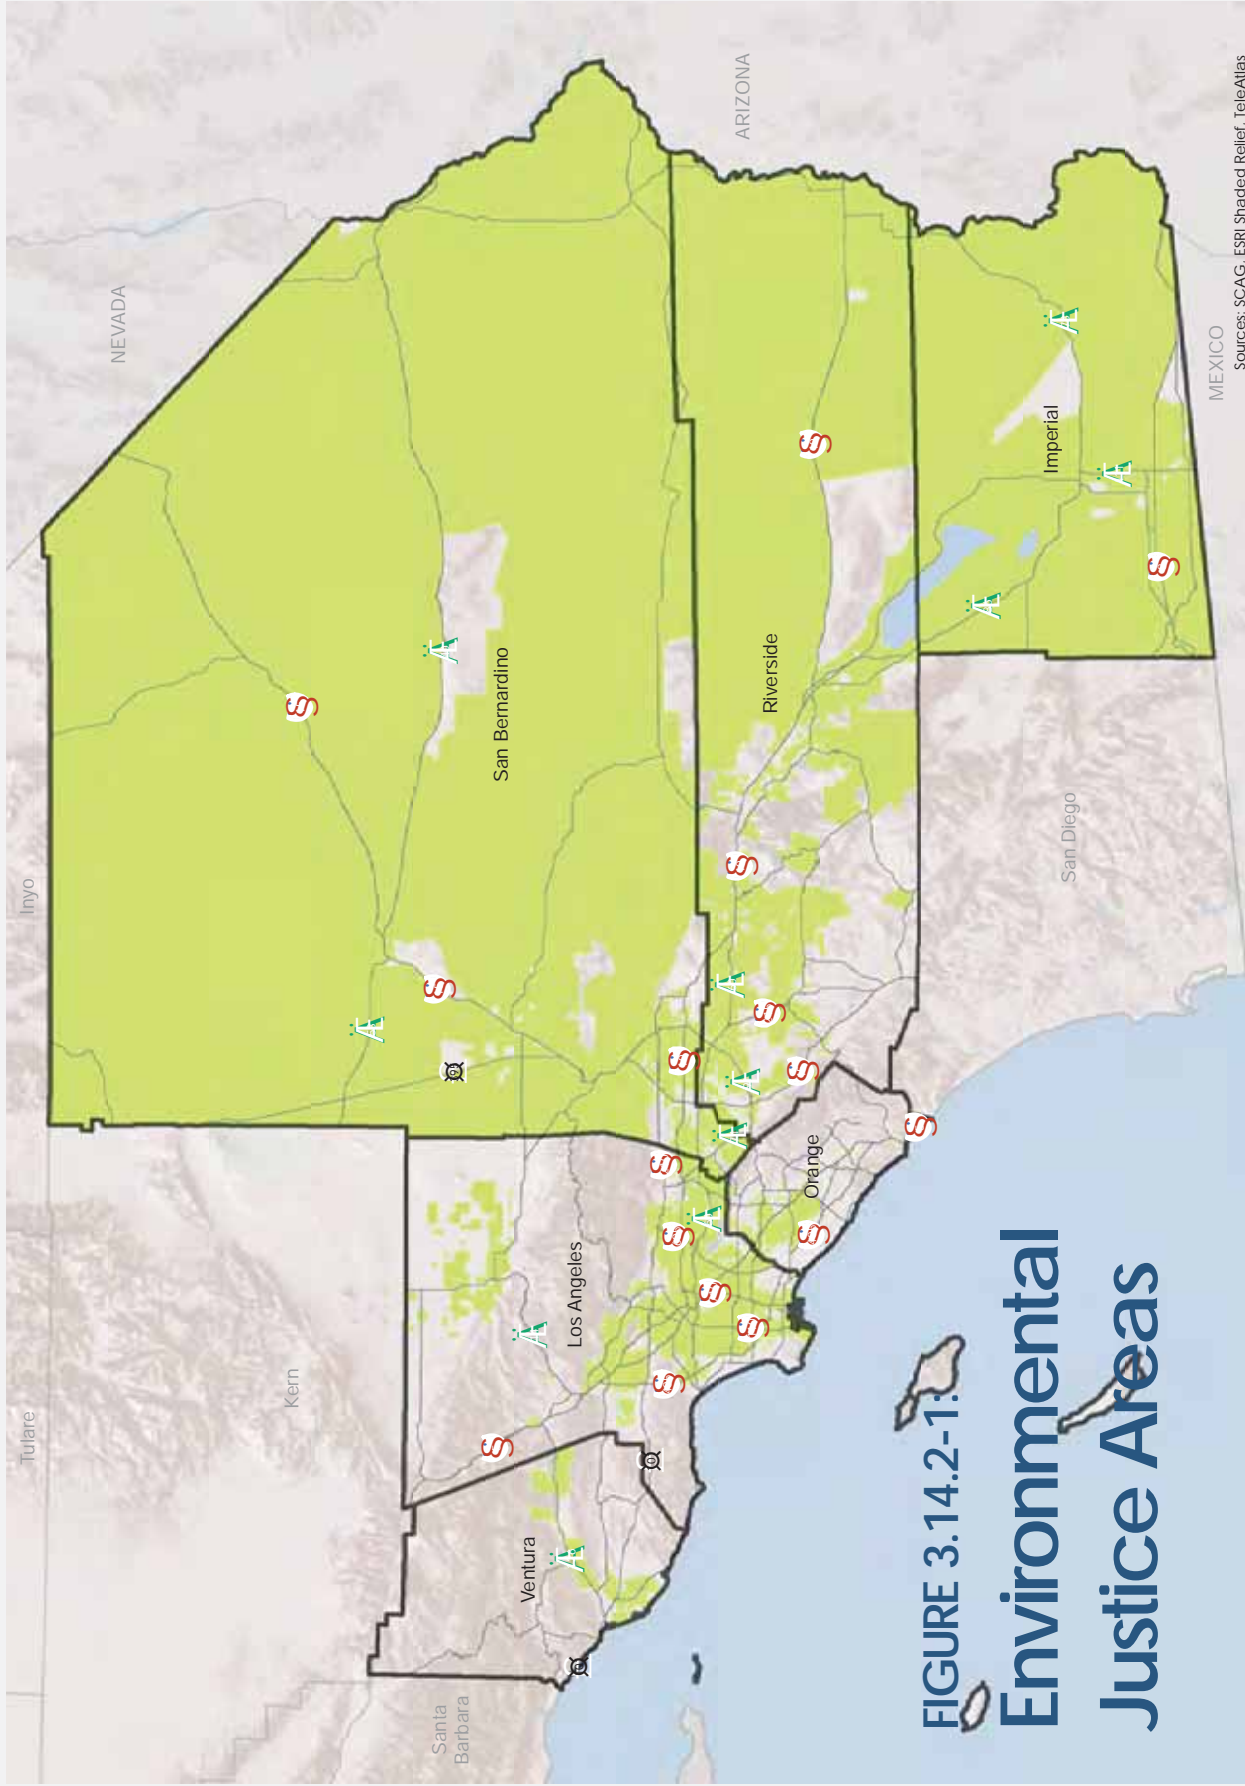 Tulare
Inyo
NEVADA
Kern
Santa
Barbara
Ventura
Los Angeles
San Bernardino
ARIZONA
Riverside
Orange
San Diego
Imperial
MEXICO
FIGURE 3.14.2-1:
Environmental
Justice Areas
Sources: SCAG, ESRI Shaded Relief, TeleAtlas